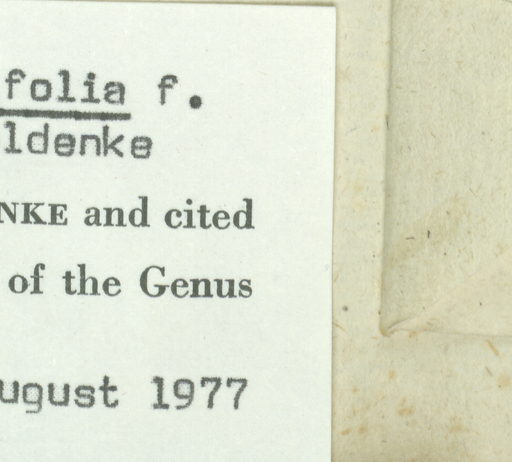 folia f.
ldenke
NKE and cited
of the Genus
ugust 1977